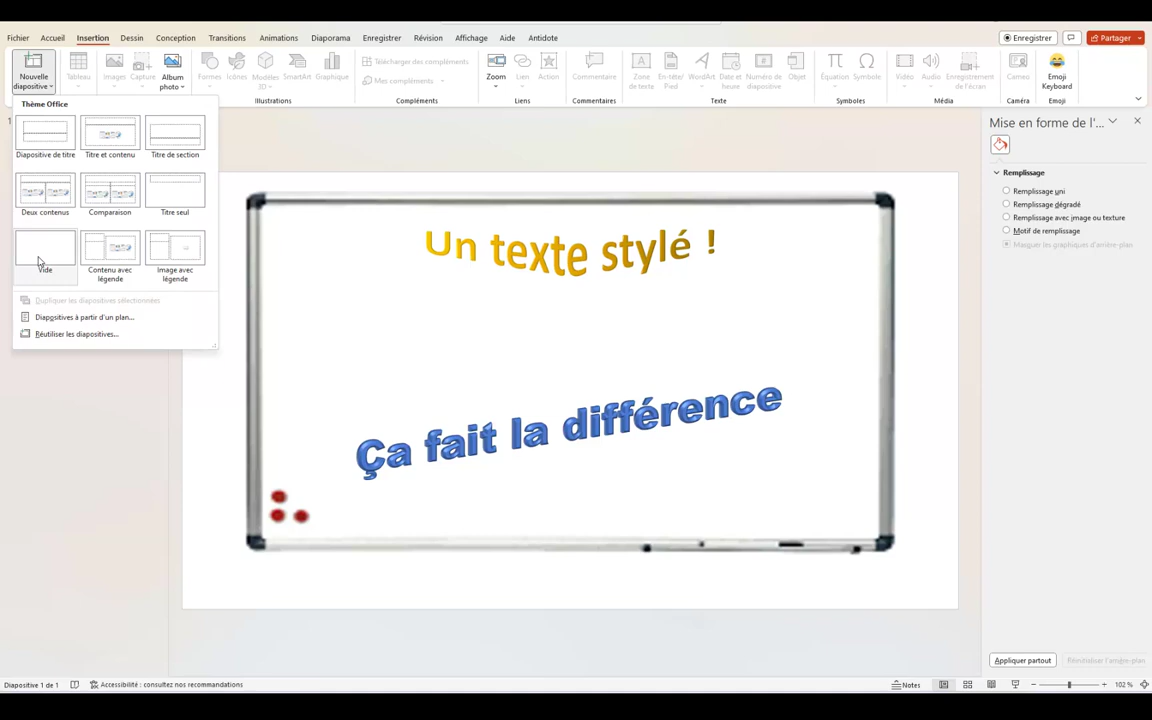 Fichier Accueil Insertion Dessin Conception Transitions Animations Diaporama Enregistrer Révision Affichage Aide Antidote Enregistrer Partager
Nouvelle diapositive Tableau Images Capture Album photo Formes Icônes Modèles 3D SmartArt Graphique Télécharger des compléments Mes compléments Zoom Lien Action Commentaire Zone de texte En-tête/Pied WordArt Date et heure Numéro de diapositive Objet Équation Symbole Vidéo Audio Enregistrement de l'écran Cameo Emoji Keyboard
Illustrations Compléments Liens Commentaires Texte Symboles Média Caméra Emoji
Thème Office
Diapositive de titre Titre et contenu Titre de section
Deux contenus Comparaison Titre seul
Vide Contenu avec légende Image avec légende
Dupliquer les diapositives sélectionnées
Diapositives à partir d'un plan...
Réutiliser les diapositives...
1
Un texte stylé !
Ça fait la différence
Mise en forme de l'...
Remplissage
Remplissage uni
Remplissage dégradé
Remplissage avec image ou texture
Motif de remplissage
Masquer les graphiques d'arrière-plan
Appliquer partout Réinitialiser l'arrière-plan
Diapositive 1 de 1 Accessibilité : consultez nos recommandations Notes 102 %